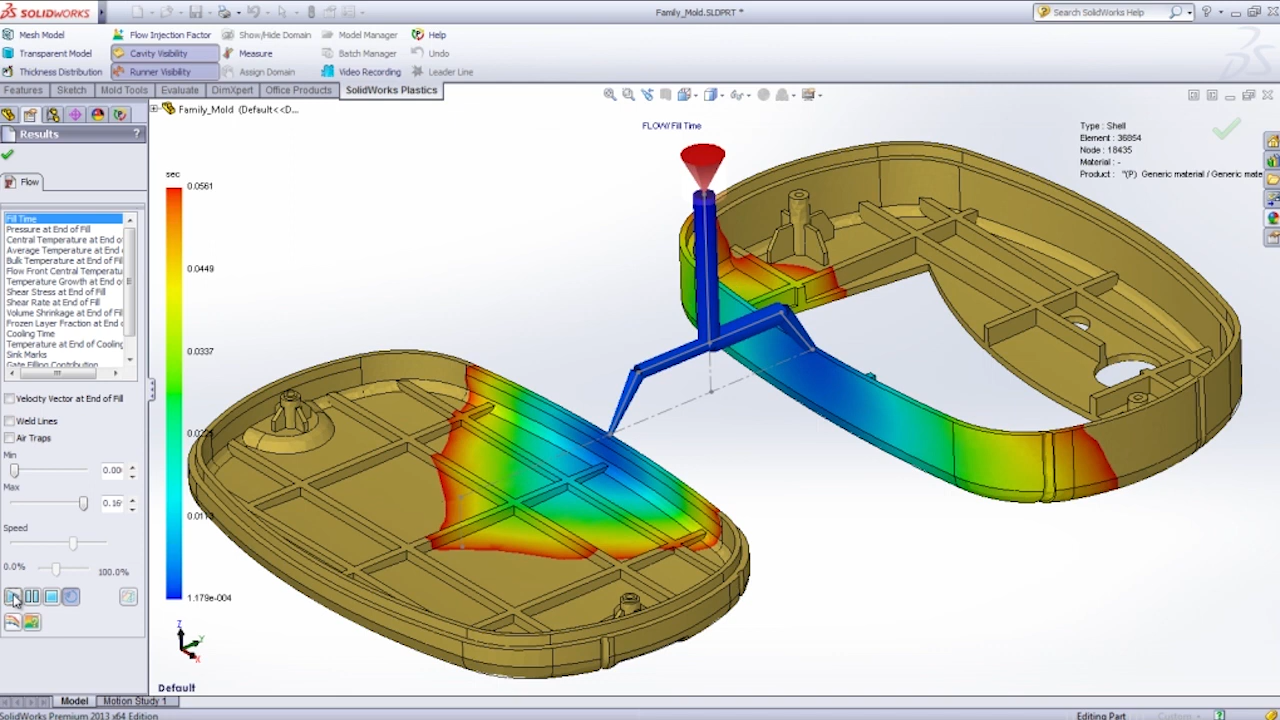 SOLIDWORKS
Family_Mold.SLDPRT *
Search SolidWorks Help
Mesh Model
Flow Injection Factor
Show/Hide Domain
Model Manager
Help
Transparent Model
Cavity Visibility
Measure
Batch Manager
Undo
Thickness Distribution
Runner Visibility
Assign Domain
Video Recording
Leader Line
Features
Sketch
Mold Tools
Evaluate
DimXpert
Office Products
SolidWorks Plastics
Family_Mold (Default<<D...
Results
?
Flow
Fill Time
Pressure at End of Fill
Central Temperature at End of
Average Temperature at End
Bulk Temperature at End of Fil
Flow Front Central Temperatu
Temperature Growth at End o
Shear Stress at End of Fill
Shear Rate at End of Fill
Volume Shrinkage at End of Fi
Frozen Layer Fraction at End
Cooling Time
Temperature at End of Cooling
Sink Marks
Gate Filling Contribution
Velocity Vector at End of Fill
Weld Lines
Air Traps
Min
0.00
Max
0.16
Speed
0.0%
100.0%
sec
0.0561
0.0449
0.0337
1.179e-004
FLOW/ Fill Time
Type : Shell
Element : 36854
Node : 18435
Material : -
Product : "(P) Generic material / Generic mate
Z
Y
X
Default
Model
Motion Study 1
SolidWorks Premium 2013 x64 Edition
Editing Part
Custom